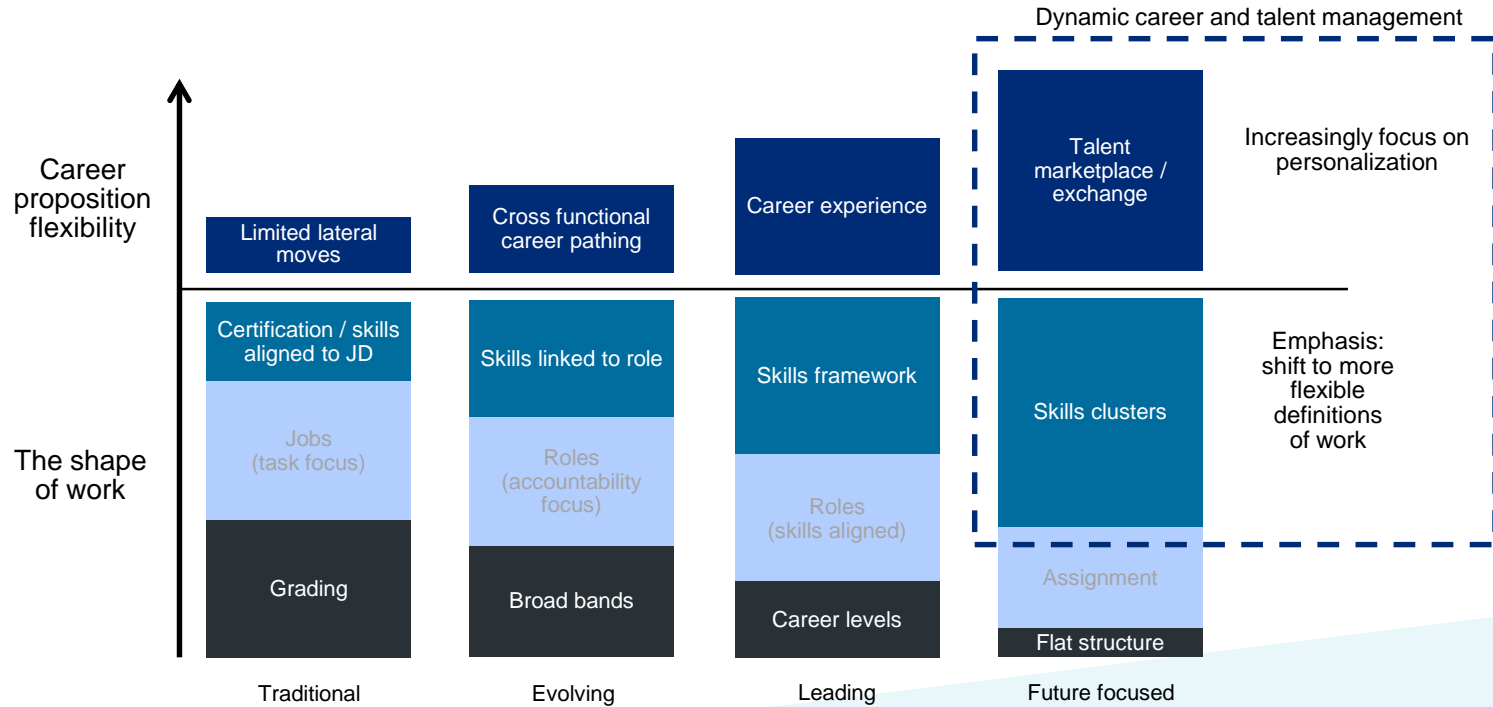 Dynamic career and talent management
Career
proposition
flexibility
Limited lateral
moves
Cross functional
career pathing
Career experience
Talent
marketplace /
exchange
Increasingly focus on
personalization
The shape
of work
Certification / skills
aligned to JD
Jobs
(task focus)
Grading
Skills linked to role
Roles
(accountability
focus)
Broad bands
Skills framework
Roles
(skills aligned)
Career levels
Skills clusters
Assignment
Flat structure
Emphasis:
shift to more
flexible
definitions
of work
Traditional
Evolving
Leading
Future focused